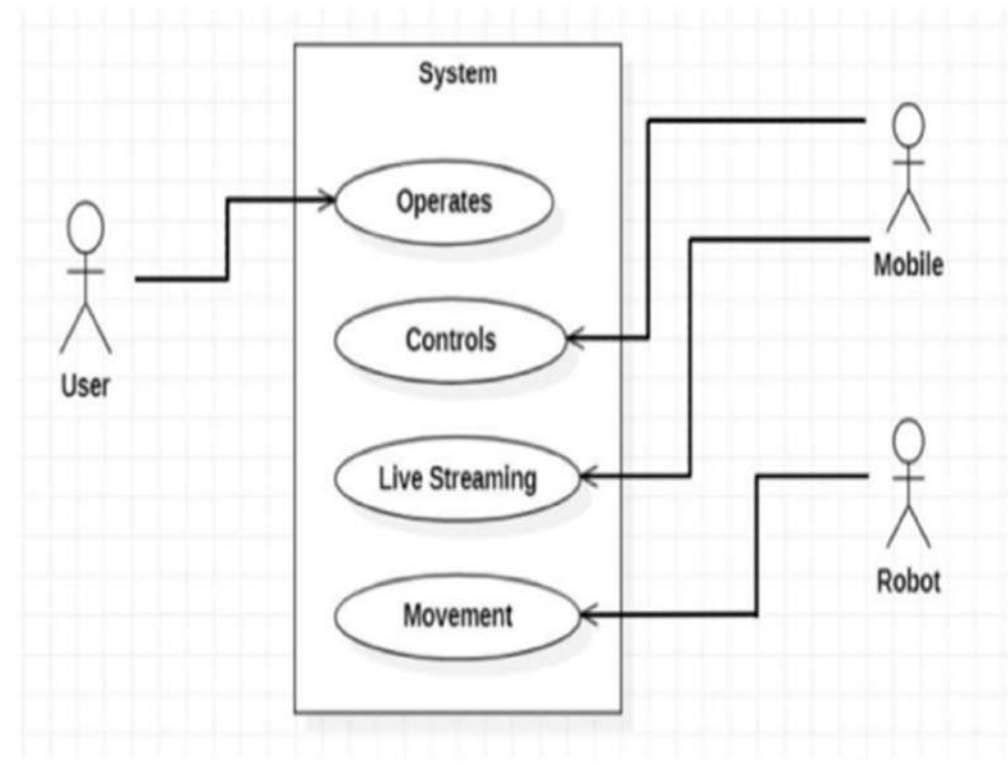 System
Operates
Controls
Live Streaming
Movement
User
Mobile
Robot